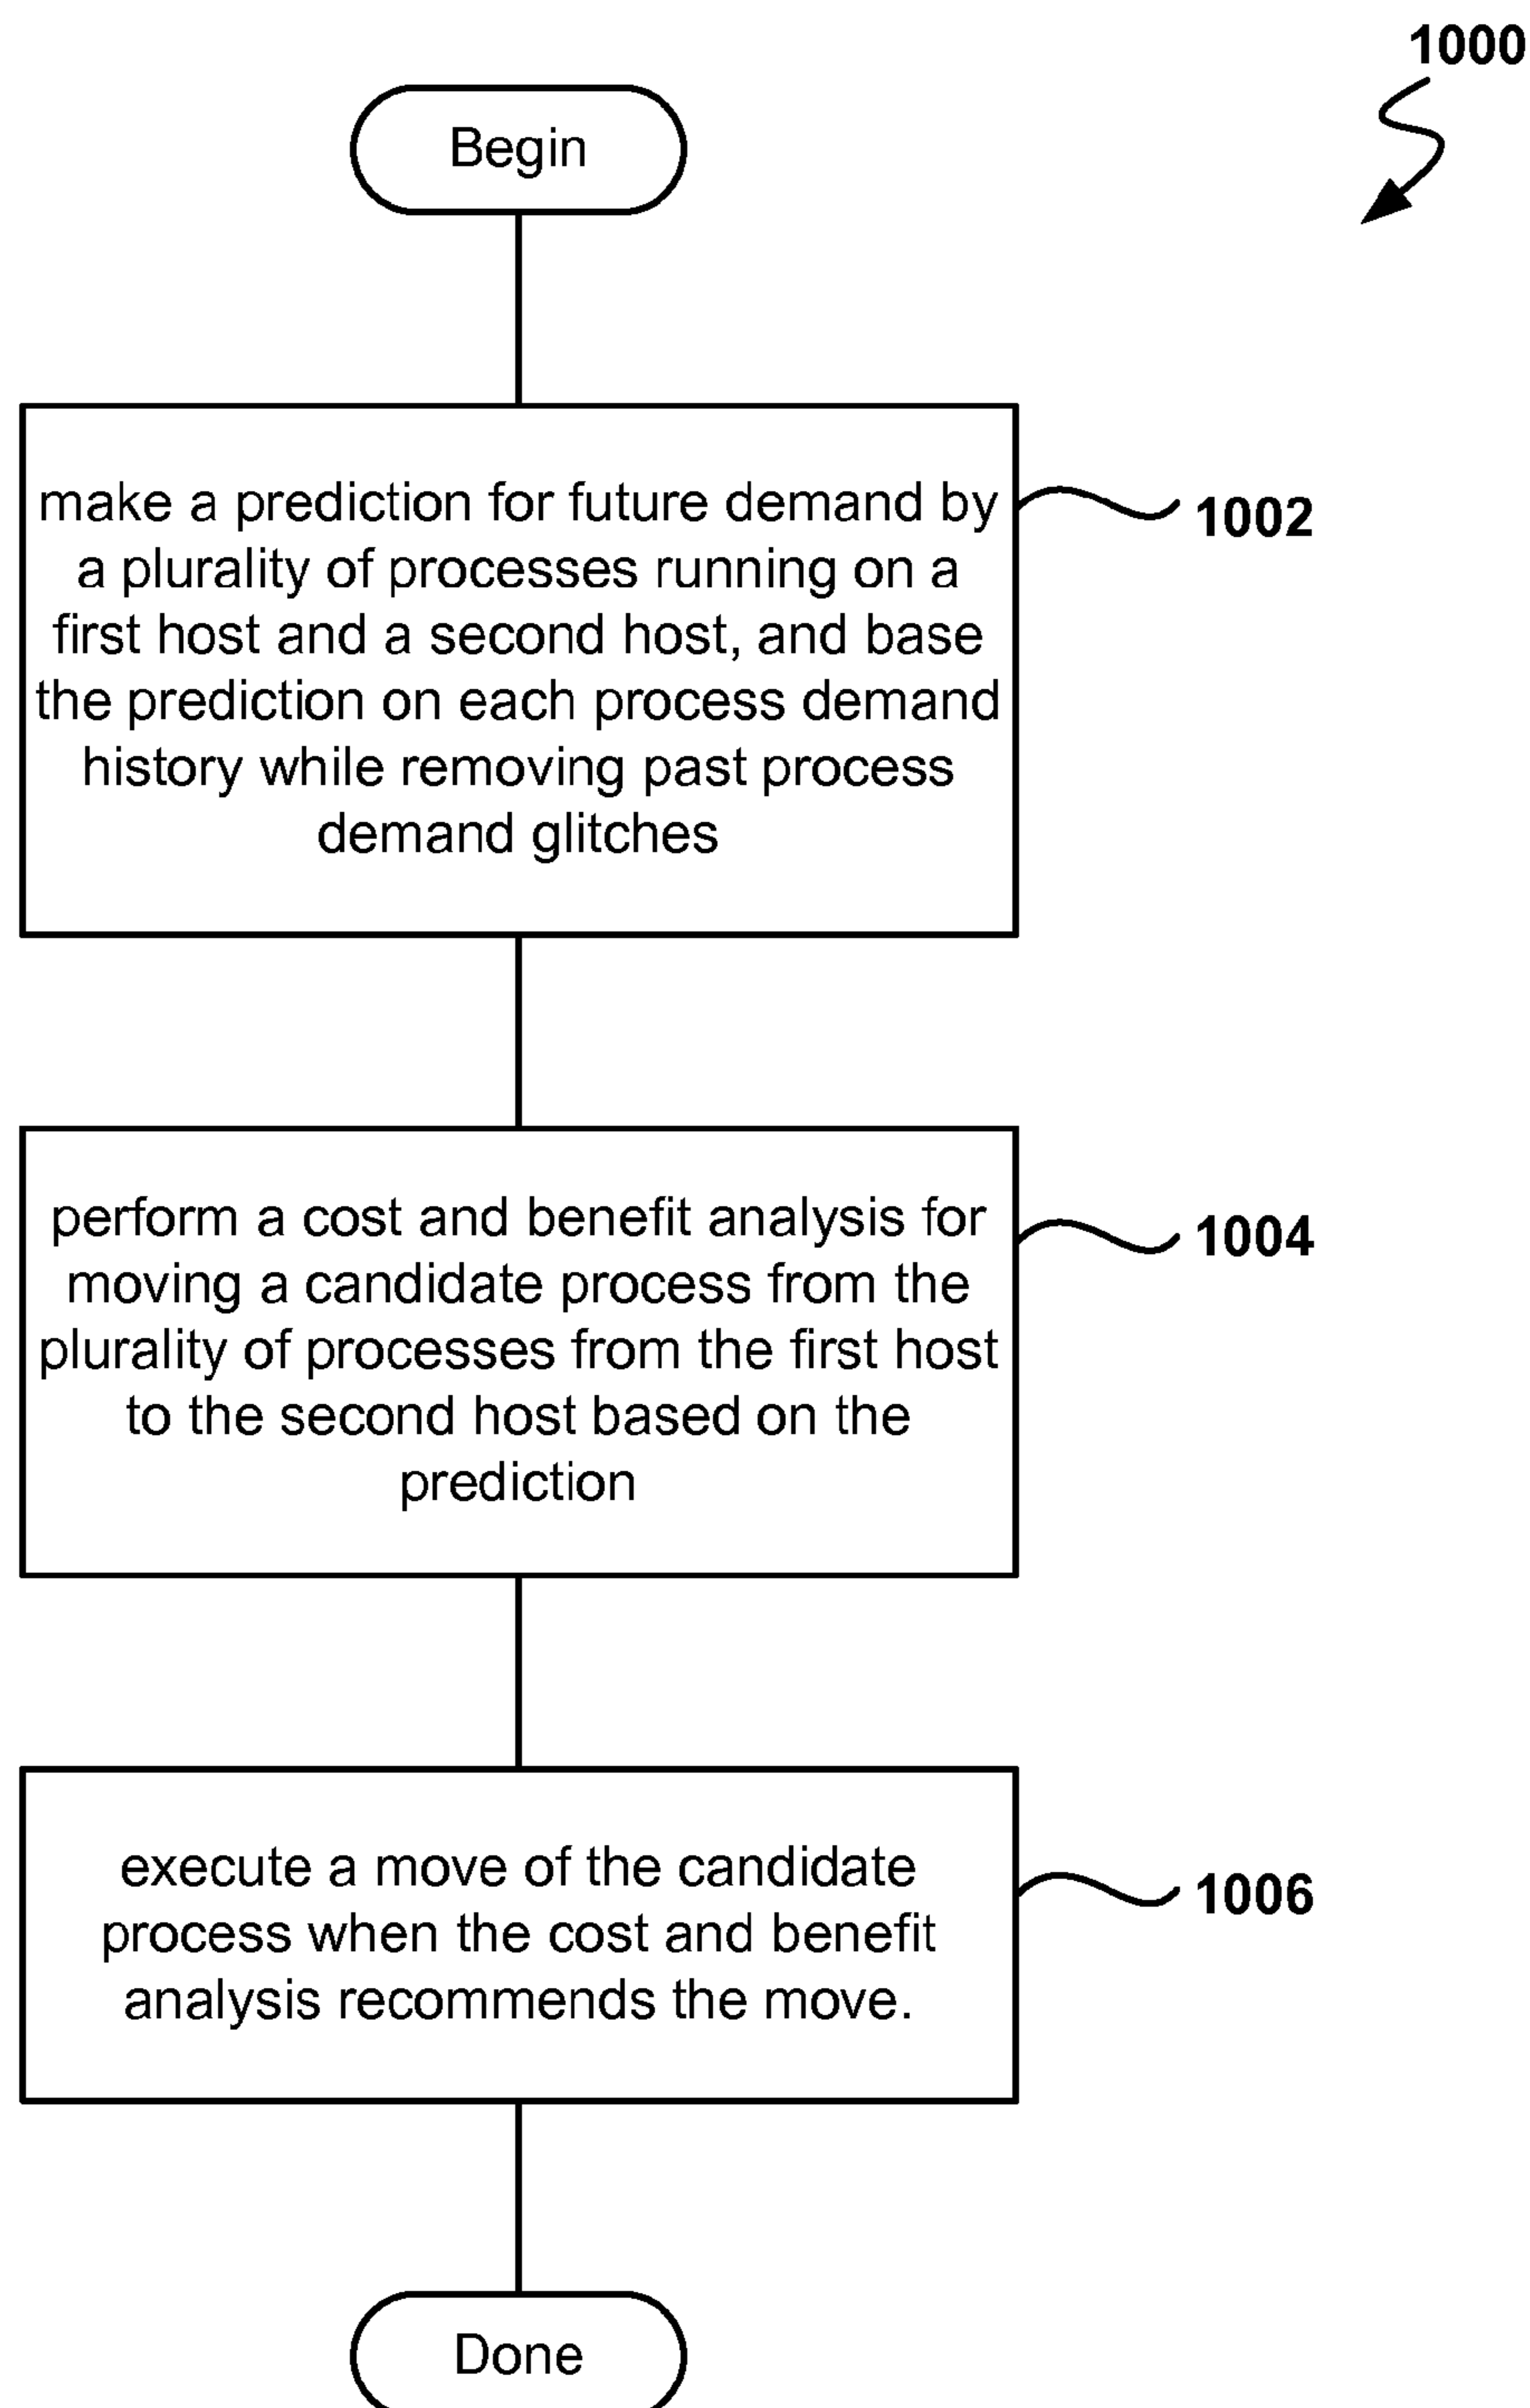 1000
Begin
make a prediction for future demand by
a plurality of processes running on a
first host and a second host, and base
the prediction on each process demand
history while removing past process
demand glitches
1002
perform a cost and benefit analysis for
moving a candidate process from the
plurality of processes from the first host
to the second host based on the
prediction
1004
execute a move of the candidate
process when the cost and benefit
analysis recommends the move.
1006
Done